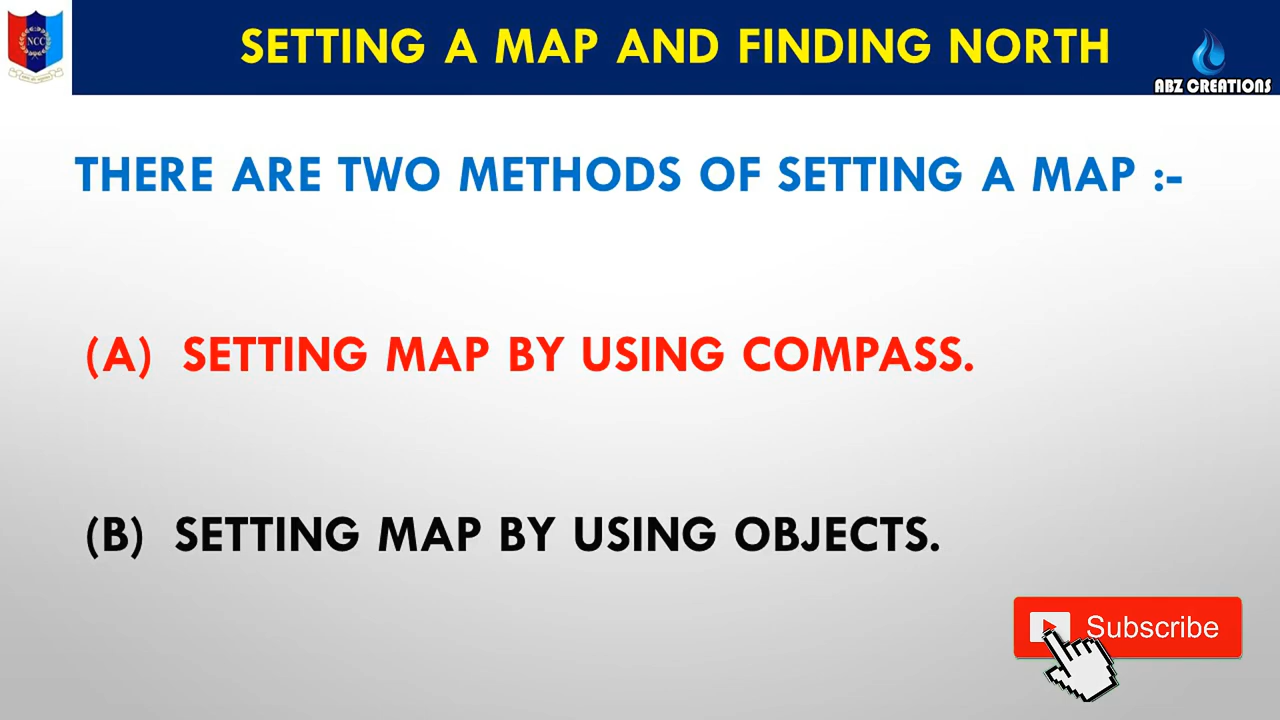 NCC
SETTING A MAP AND FINDING NORTH
ABZ CREATIONS
THERE ARE TWO METHODS OF SETTING A MAP :-
(A) SETTING MAP BY USING COMPASS.
(B) SETTING MAP BY USING OBJECTS.
Subscribe